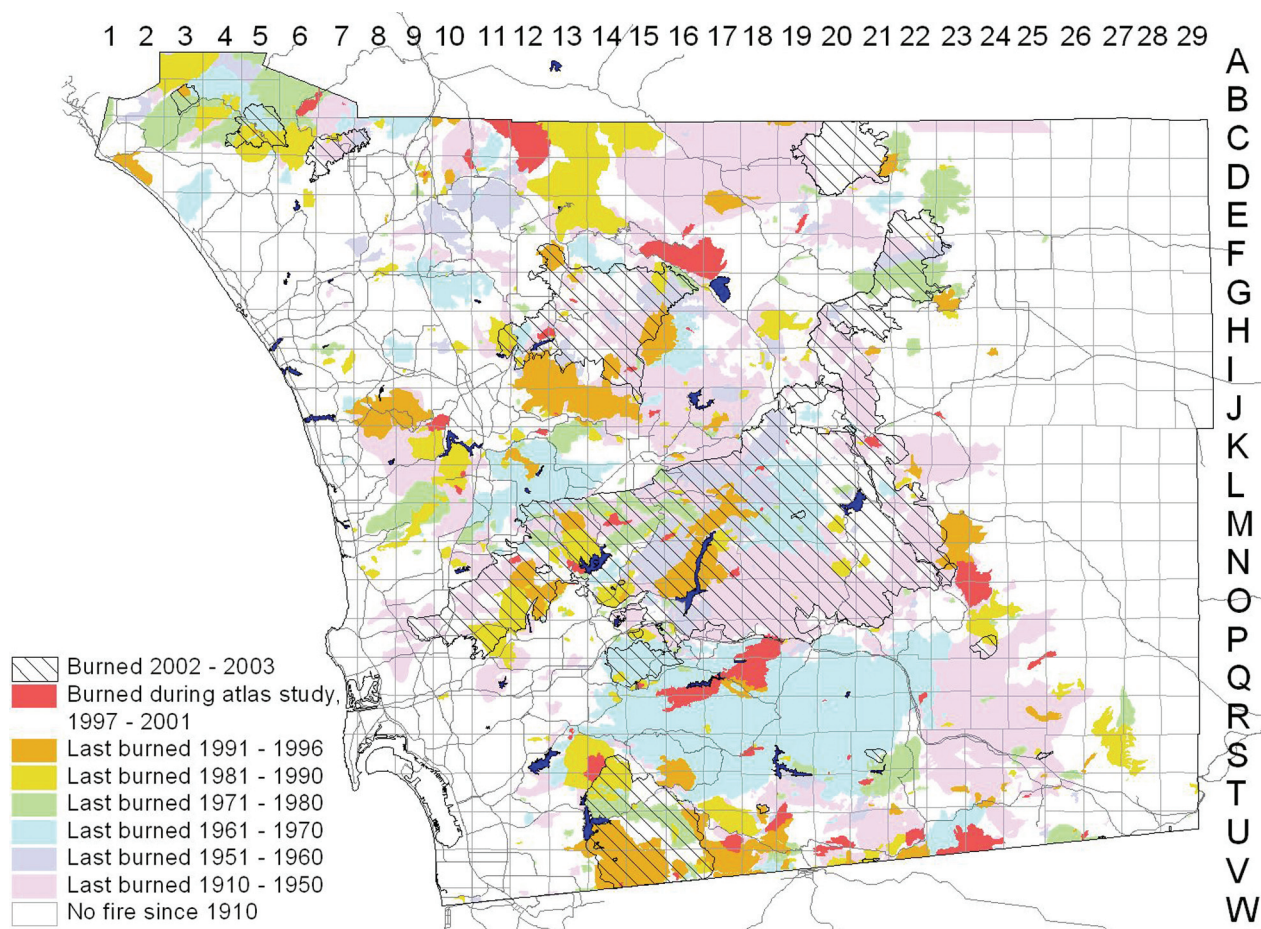 1 2 3 4 5 6 7 8 9 10 11 12 13 14 15 16 17 18 19 20 21 22 23 24 25 26 27 28 29
A
B
C
D
E
F
G
H
I
J
K
L
M
N
O
P
Q
R
S
T
U
V
W
Burned 2002 - 2003
Burned during atlas study,
1997 - 2001
Last burned 1991 - 1996
Last burned 1981 - 1990
Last burned 1971 - 1980
Last burned 1961 - 1970
Last burned 1951 - 1960
Last burned 1910 - 1950
No fire since 1910